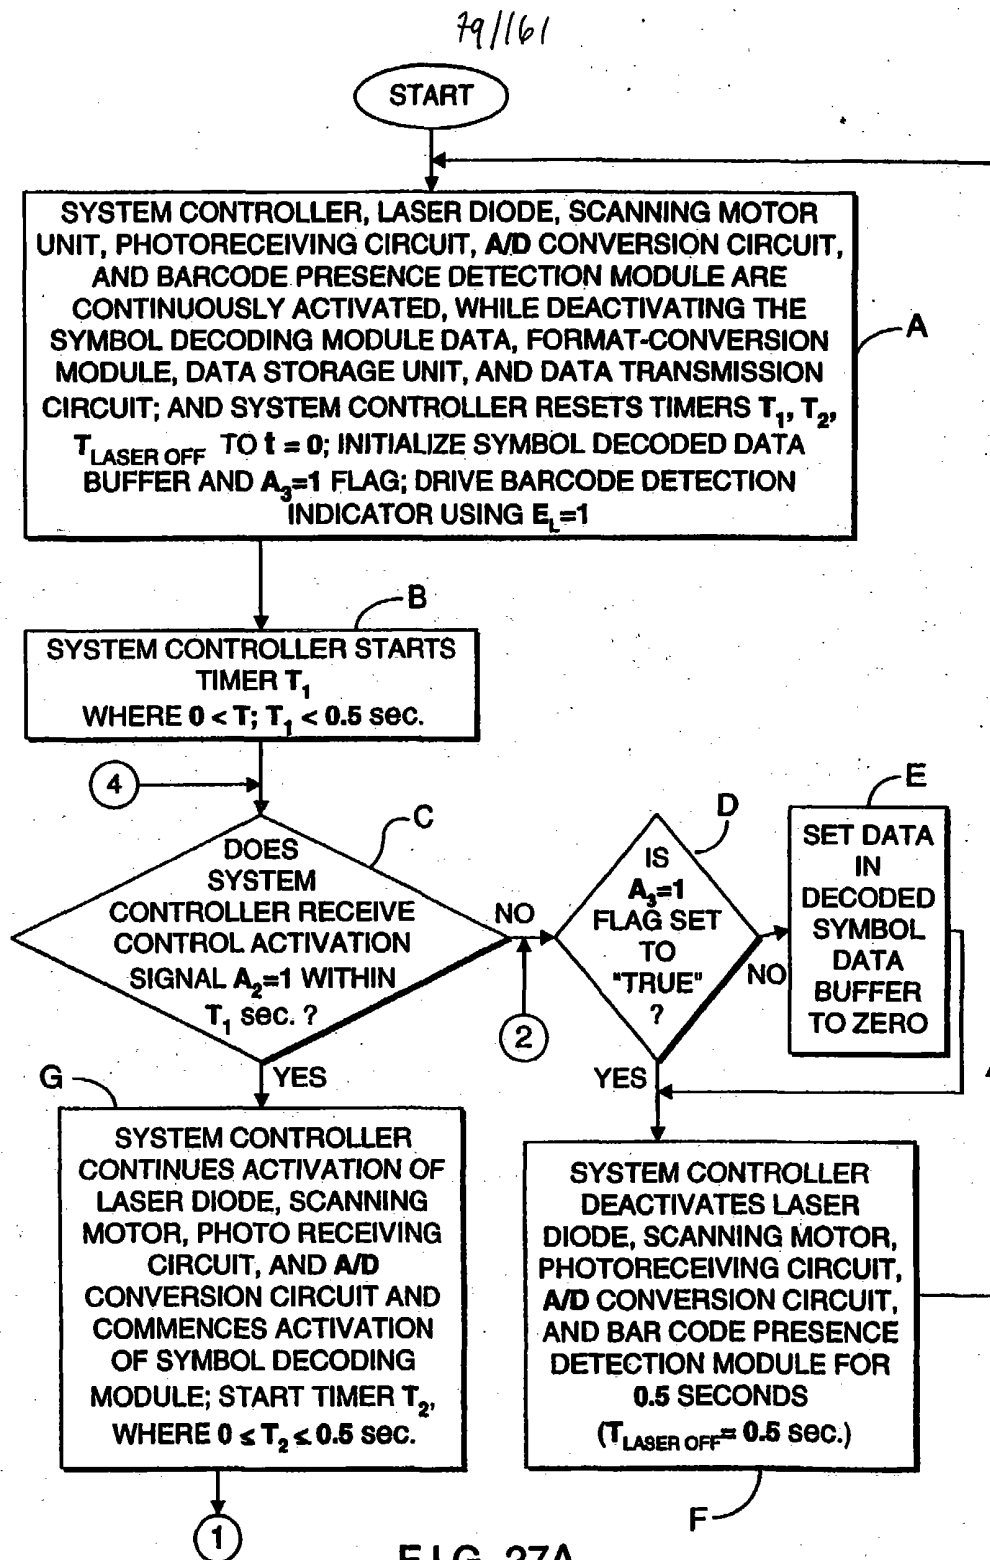 79/161
START
SYSTEM CONTROLLER, LASER DIODE, SCANNING MOTOR
UNIT, PHOTORECEIVING CIRCUIT, A/D CONVERSION CIRCUIT,
AND BARCODE PRESENCE DETECTION MODULE ARE
CONTINUOUSLY ACTIVATED, WHILE DEACTIVATING THE
SYMBOL DECODING MODULE DATA, FORMAT-CONVERSION
MODULE, DATA STORAGE UNIT, AND DATA TRANSMISSION
CIRCUIT; AND SYSTEM CONTROLLER RESETS TIMERS T₁, T₂,
T_LASER OFF TO t = 0; INITIALIZE SYMBOL DECODED DATA
BUFFER AND A₃=1 FLAG; DRIVE BARCODE DETECTION
INDICATOR USING E_L=1
A
B
SYSTEM CONTROLLER STARTS
TIMER T₁
WHERE 0 < T; T₁ < 0.5 sec.
4
C
DOES
SYSTEM
CONTROLLER RECEIVE
CONTROL ACTIVATION
SIGNAL A₂=1 WITHIN
T₁ sec. ?
NO
2
D
IS
A₃=1
FLAG SET
TO
"TRUE"
?
NO
E
SET DATA
IN
DECODED
SYMBOL
DATA
BUFFER
TO ZERO
YES
YES
G
SYSTEM CONTROLLER
CONTINUES ACTIVATION OF
LASER DIODE, SCANNING
MOTOR, PHOTO RECEIVING
CIRCUIT, AND A/D
CONVERSION CIRCUIT AND
COMMENCES ACTIVATION
OF SYMBOL DECODING
MODULE; START TIMER T₂,
WHERE 0 ≤ T₂ ≤ 0.5 sec.
1
SYSTEM CONTROLLER
DEACTIVATES LASER
DIODE, SCANNING MOTOR,
PHOTORECEIVING CIRCUIT,
A/D CONVERSION CIRCUIT,
AND BAR CODE PRESENCE
DETECTION MODULE FOR
0.5 SECONDS
(T_LASER OFF= 0.5 sec.)
F
FIG. 27A